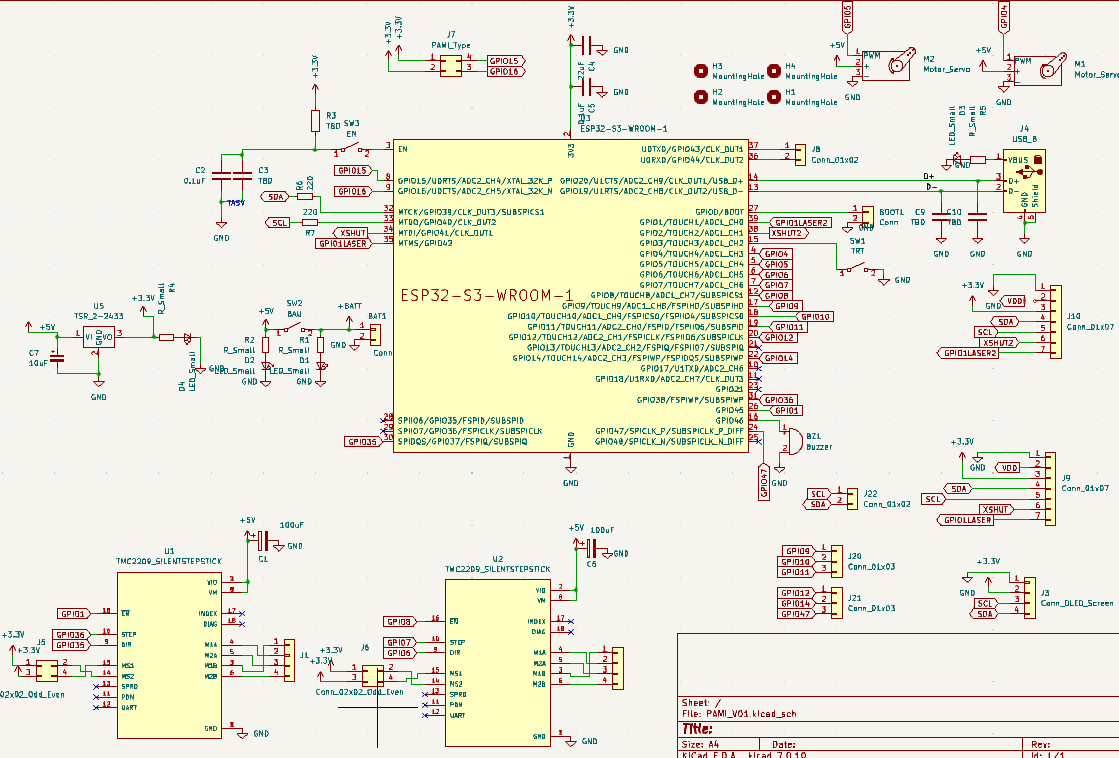 +3.3V
+3.3V
J7
PAMI_Type
1 4 GPIO15
2 3 GPIO16
+3.3V
GND
22uF
C4
C5
GND
H3
MountingHole
H4
MountingHole
H2
MountingHole
H1
MountingHole
GPIO5
+5V
PWM
M2
Motor_Servo
GND
GPIO4
+5V
PWM
M1
GND
+3.3V
R3
TBD
SW3
EN
C2
0.1uF
C3
TBD
GND
SDA
R6
220
SCL
220
R7
GPIO15
GPIO16
XSHUT
GPIO1LASER
ESP32-S3-WROOM-1
3V3
EN
GPIO15/U0RTS/ADC2_CH4/XTAL_32K_P
GPIO16/U0CTS/ADC2_CH5/XTAL_32K_N
MTCK/GPIO39/CLK_OUT3/SUBSPICS1
MTDO/GPIO40/CLK_OUT2
MTDI/GPIO41/CLK_OUT1
MTMS/GPIO42
ESP32-S3-WROOM-1
SPIIO6/GPIO35/FSPID/SUBSPID
SPIIO7/GPIO36/FSPICLK/SUBSPICLK
SPIDQS/GPIO37/FSPIQ/SUBSPIQ
GPIO35
GND
GND
U0TXD/GPIO43/CLK_OUT1
U0RXD/GPIO44/CLK_OUT2
GPIO20/U1CTS/ADC2_CH9/CLK_OUT1/USB_D+
GPIO19/U1RTS/ADC2_CH8/CLK_OUT2/USB_D-
GPIO0/BOOT
GPIO1/TOUCH1/ADC1_CH0
GPIO2/TOUCH2/ADC1_CH1
GPIO3/TOUCH3/ADC1_CH2
GPIO4/TOUCH4/ADC1_CH3
GPIO5/TOUCH5/ADC1_CH4
GPIO6/TOUCH6/ADC1_CH5
GPIO7/TOUCH7/ADC1_CH6
GPIO8/TOUCH8/ADC1_CH7/SUBSPICS1
GPIO9/TOUCH9/ADC1_CH8/FSPIHD/SUBSPIHD
GPIO10/TOUCH10/ADC1_CH9/FSPICS0/FSPIIO4/SUBSPICS0
GPIO11/TOUCH11/ADC2_CH0/FSPID/FSPIIO5/SUBSPID
GPIO12/TOUCH12/ADC2_CH1/FSPICLK/FSPIIO6/SUBSPICLK
GPIO13/TOUCH13/ADC2_CH2/FSPIQ/FSPIIO7/SUBSPIQ
GPIO14/TOUCH14/ADC2_CH3/FSPIWP/FSPIDQS/SUBSPIWP
GPIO17/U1TXD/ADC2_CH6
GPIO18/U1RXD/ADC2_CH7/CLK_OUT3
GPIO21
GPIO38/FSPIWP/SUBSPIWP
GPIO45
GPIO46
GPIO47/SPICLK_P/SUBSPICLK_P_DIFF
GPIO48/SPICLK_N/SUBSPICLK_N_DIFF
J8
Conn_01x02
GPIO1LASER2
XSHUT2
GPIO4
GPIO5
GPIO6
GPIO7
GPIO8
GPIO9
GPIO10
GPIO11
GPIO12
GPIO14
GPIO36
GPIO1
GPIO47
BZ1
Buzzer
GND
BOOT1
Conn
GND
SW1
TRT
GND
LED_Small
D3
R_Small
R5
GND
J4
USB_B
VBUS
D+
D-
Shield
GND
D+
D-
C9
TBD
C10
TBD
GND
GND
GND
+3.3V
GND
VDD
SDA
SCL
XSHUT2
GPIO1LASER2
J10
Conn_01x07
+3.3V
GND
VDD
SDA
SCL
XSHUT
GPIO1LASER
J9
Conn_01x07
+5V
C7
10uF
U5
TSR_2-2433
VI VO
GND
GND
+3.3V
R_Small
R4
D4
LED_Small
GND
+5V
SW2
BAU
+BATT
BAT1
Conn
R2
R_Small
D2
LED_Small
GND
R1
R_Small
D1
LED_Small
GND
GND
SCL
SDA
J22
Conn_01x02
GPIO9
GPIO10
GPIO11
J20
Conn_01x03
GPIO12
GPIO14
GPIO47
J21
Conn_01x03
+3.3V
GND
SCL
SDA
J3
Conn_OLED_Screen
U1
TMC2209_SILENTSTEPSTICK
+5V
100uF
C1
GND
VIO
VM
EN
STEP
DIR
MS1
MS2
SPRD
PDN
UART
INDEX
DIAG
M1A
M2A
M1B
M2B
GND
GND
GPIO1
GPIO36
GPIO35
+3.3V
+3.3V
J5
J1
U2
TMC2209_SILENTSTEPSTICK
+5V
100uF
C6
GND
VIO
VM
EN
STEP
DIR
MS1
MS2
SPRD
PDN
UART
INDEX
DIAG
M1A
M2A
M1B
M2B
GND
GND
GPIO8
GPIO7
GPIO6
+3.3V
+3.3V
J6
Conn_02x02_Odd_Even
Sheet: /
File: PAMI_V01.kicad_sch
Title:
Size: A4 Date: Rev:
KiCad E.D.A. kicad 7.0.10 Id: 1/1